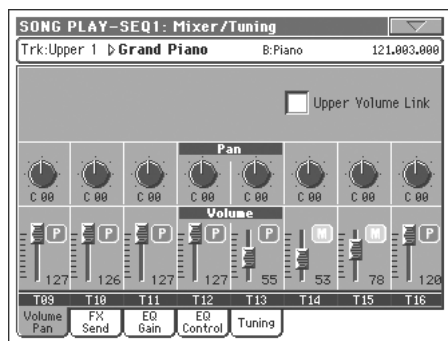 SONG PLAY-SEQ1: Mixer/Tuning
Trk:Upper 1 ▷Grand Piano B:Piano 121.003.000
Upper Volume Link
Pan
C 00 C 00 C 00 C 00 C 00 C 00 C 00 C 00
Volume
P P P P P M M P
127 126 127 127 55 53 78 120
T09 T10 T11 T12 T13 T14 T15 T16
Volume Pan FX Send EQ Gain EQ Control Tuning